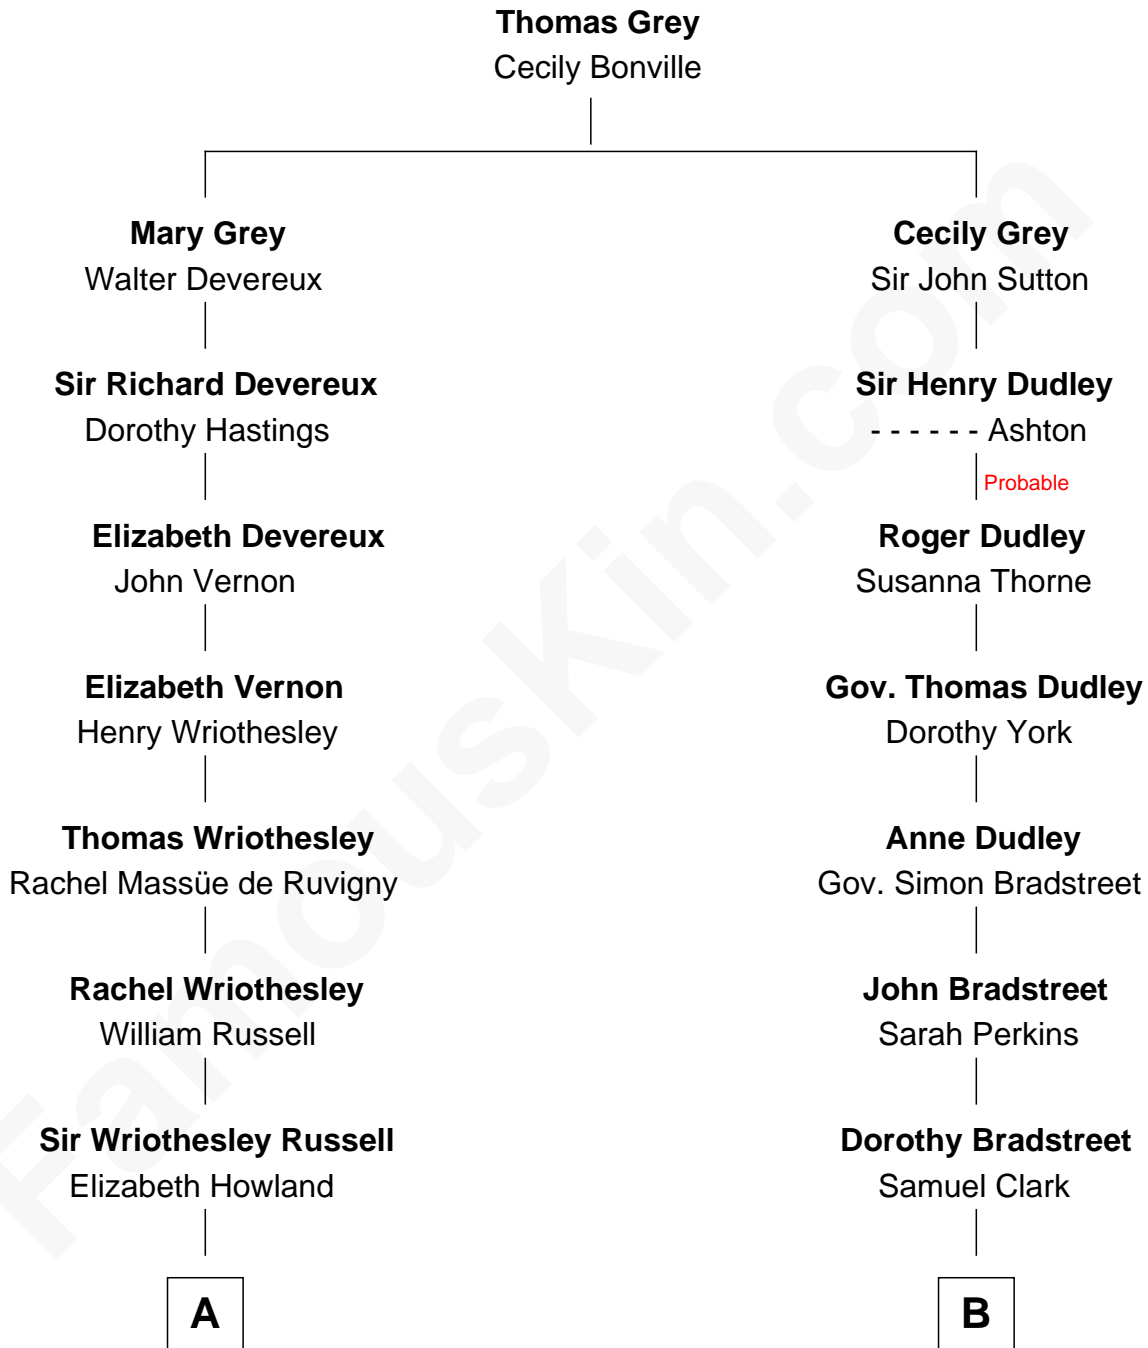 Thomas Grey
Cecily Bonville
Mary Grey
Walter Devereux
Cecily Grey
Sir John Sutton
Sir Richard Devereux
Dorothy Hastings
Sir Henry Dudley
- - - - - - Ashton
Probable
Elizabeth Devereux
John Vernon
Roger Dudley
Susanna Thorne
Elizabeth Vernon
Henry Wriothesley
Gov. Thomas Dudley
Dorothy York
Thomas Wriothesley
Rachel Massüe de Ruvigny
Anne Dudley
Gov. Simon Bradstreet
Rachel Wriothesley
William Russell
John Bradstreet
Sarah Perkins
Sir Wriothesley Russell
Elizabeth Howland
Dorothy Bradstreet
Samuel Clark
A
B
FamousKin.com